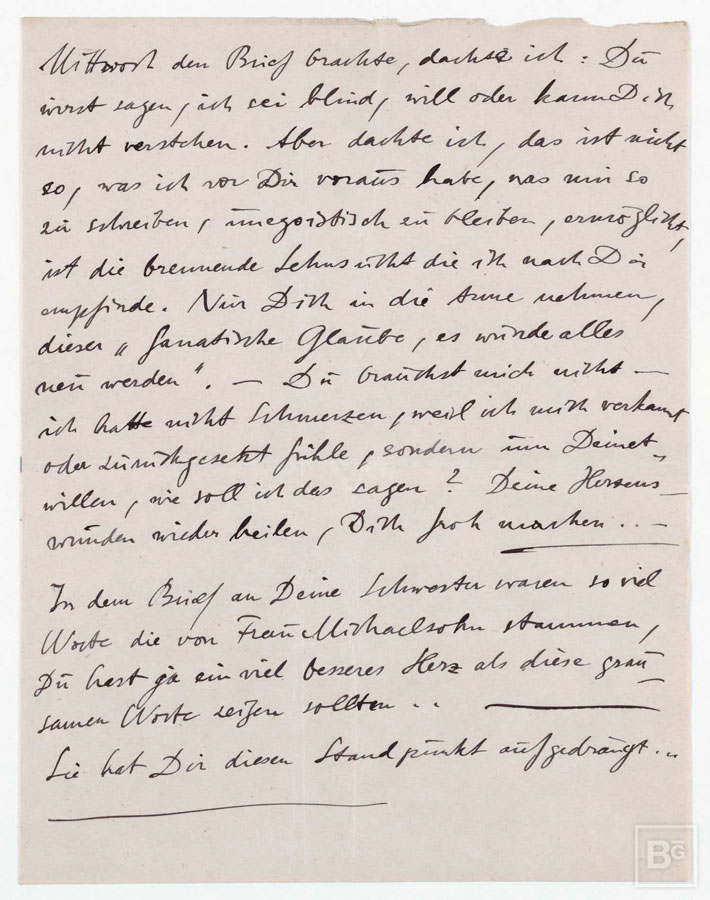 Mittwoch den Brief brachte, dachte ich : Du
wirst sagen, ich sei blind, will oder kann Dich
nicht verstehen. Aber dachte ich, das ist nicht
so, was ich vor Dir voraus habe, was mir so
zu schreiben, unegoistisch zu bleiben, ermöglicht,
ist die brennende Sehnsucht die ich nach Dir
empfinde. Nur Dich in die Arme nehmen,
dieser „fanatische Glaube, es würde alles
neu werden". — Du brauchst mich nicht —
ich hatte nicht Schmerzen, weil ich mich verkannt
oder zurückgesetzt fühle, sondern um Deinet-
willen, wie soll ich das sagen? Deine Herzens-
wunden wieder heilen, Dich froh machen .. —
In dem Brief an Deine Schwester waren so viel
Worte die von Frau Michaelsohn stammen,
Du hast ja ein viel besseres Herz als diese grau-
samen Worte zeigen sollten ..
Sie hat Dir diesen Standpunkt aufgedrängt ..
BG